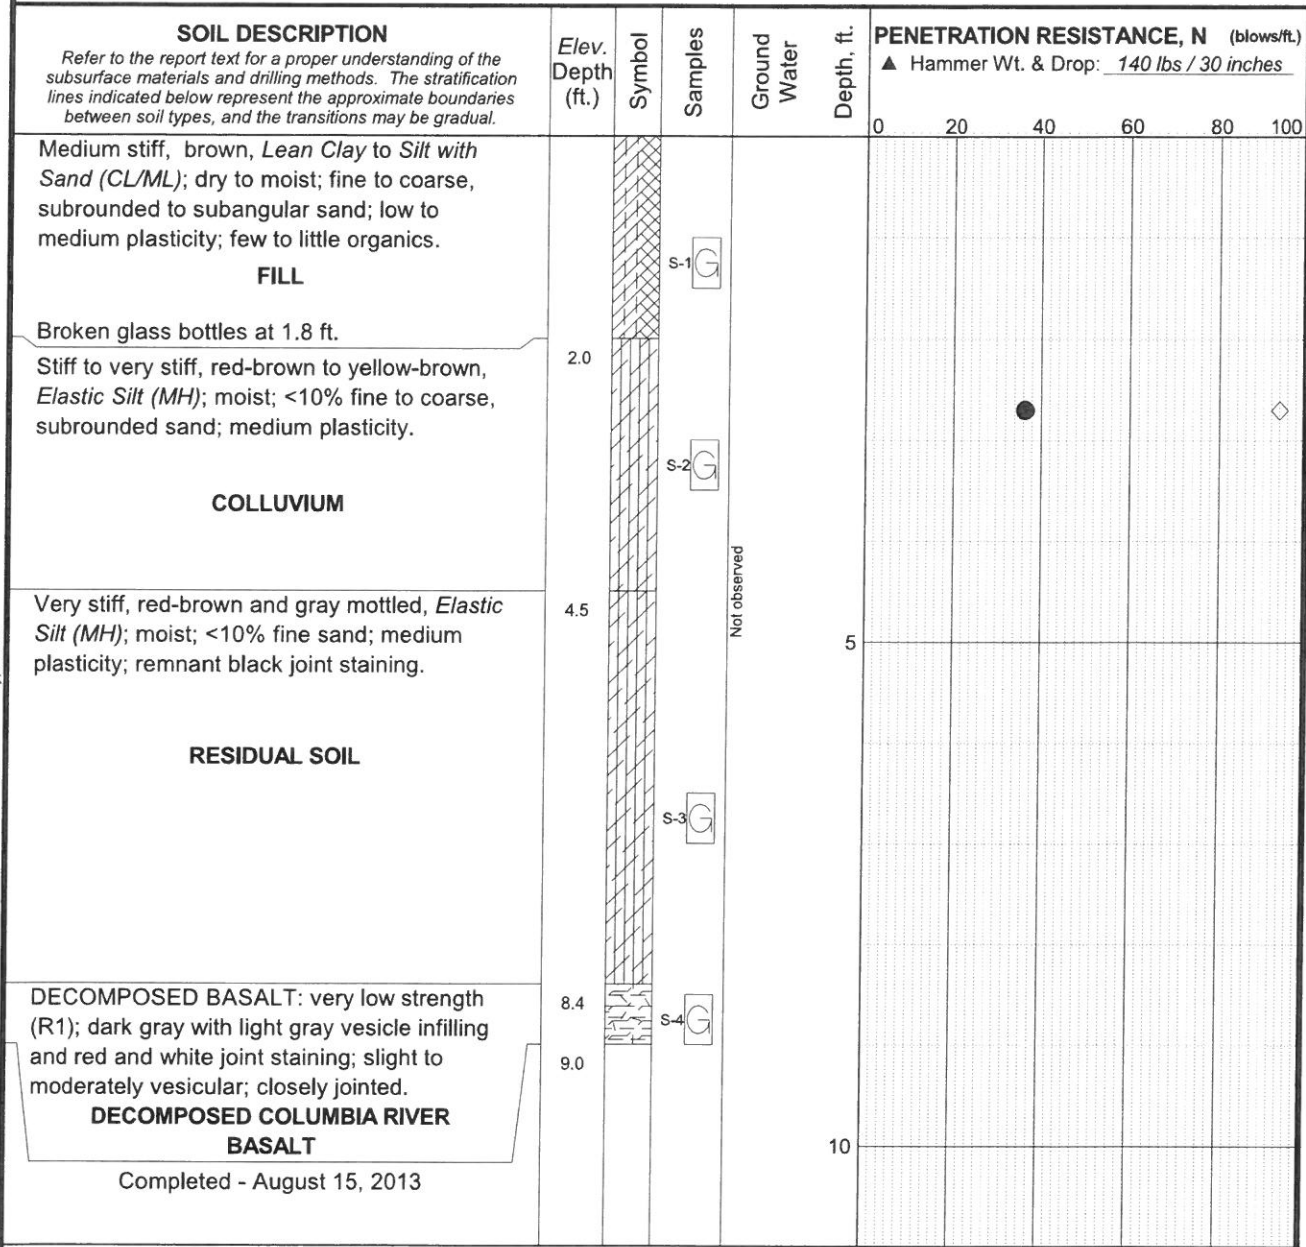 SOIL DESCRIPTION
Refer to the report text for a proper understanding of the
subsurface materials and drilling methods. The stratification
lines indicated below represent the approximate boundaries
between soil types, and the transitions may be gradual.
Elev.
Depth
(ft.)
Symbol
Samples
Ground
Water
Depth, ft.
PENETRATION RESISTANCE, N (blows/ft.)
▲ Hammer Wt. & Drop: 140 lbs / 30 inches
0 20 40 60 80 100
Medium stiff, brown, Lean Clay to Silt with
Sand (CL/ML); dry to moist; fine to coarse,
subrounded to subangular sand; low to
medium plasticity; few to little organics.
S-1 G
FILL
Broken glass bottles at 1.8 ft.
2.0
Stiff to very stiff, red-brown to yellow-brown,
Elastic Silt (MH); moist; <10% fine to coarse,
subrounded sand; medium plasticity.
S-2 G
COLLUVIUM
Not observed
4.5
Very stiff, red-brown and gray mottled, Elastic
Silt (MH); moist; <10% fine sand; medium
plasticity; remnant black joint staining.
5
RESIDUAL SOIL
S-3 G
8.4
DECOMPOSED BASALT: very low strength
(R1); dark gray with light gray vesicle infilling
and red and white joint staining; slight to
moderately vesicular; closely jointed.
S-4 G
9.0
DECOMPOSED COLUMBIA RIVER
BASALT
10
Completed - August 15, 2013